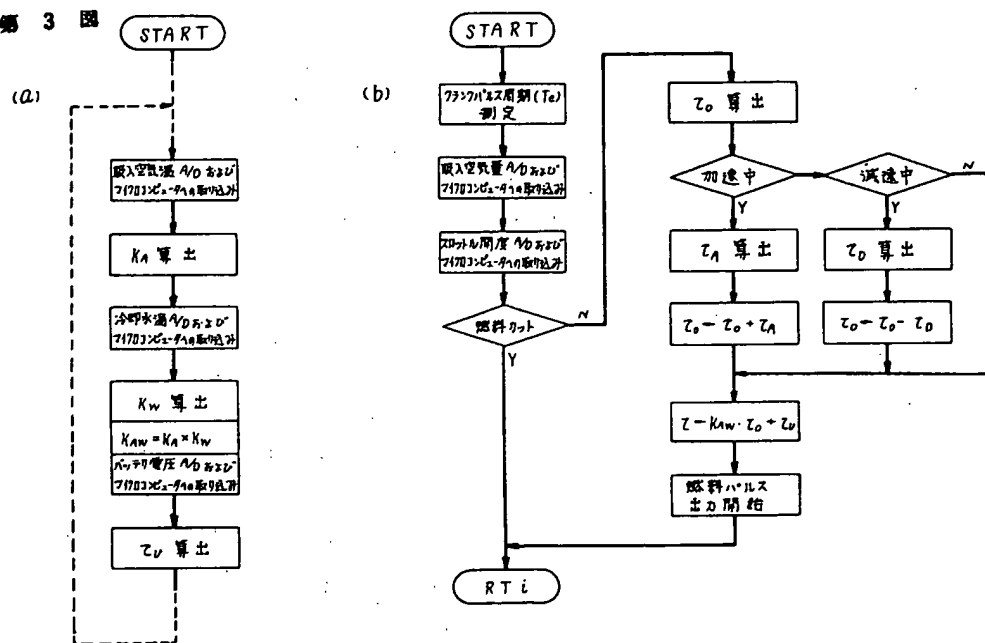 第 3 図
(a)
START
吸入空気温 A/D および
マイクロコンピュータへの取り込み
KA 算出
冷却水温 A/D および
マイクロコンピュータへの取り込み
KW 算出
KAW = KA × KW
バッテリ電圧 A/D および
マイクロコンピュータへの取り込み
τυ 算出
(b)
START
クランクパルス周期 (Te)
測定
吸入空気量 A/D および
マイクロコンピュータへの取り込み
スロットル開度 A/D および
マイクロコンピュータへの取り込み
燃料カット
N
Y
τo 算出
加速中
Y
減速中
N
Y
τA 算出
τD 算出
τo ← τo + τA
τo ← τo - τD
τ ← KAW · τo + τυ
燃料パルス
出力開始
RTi